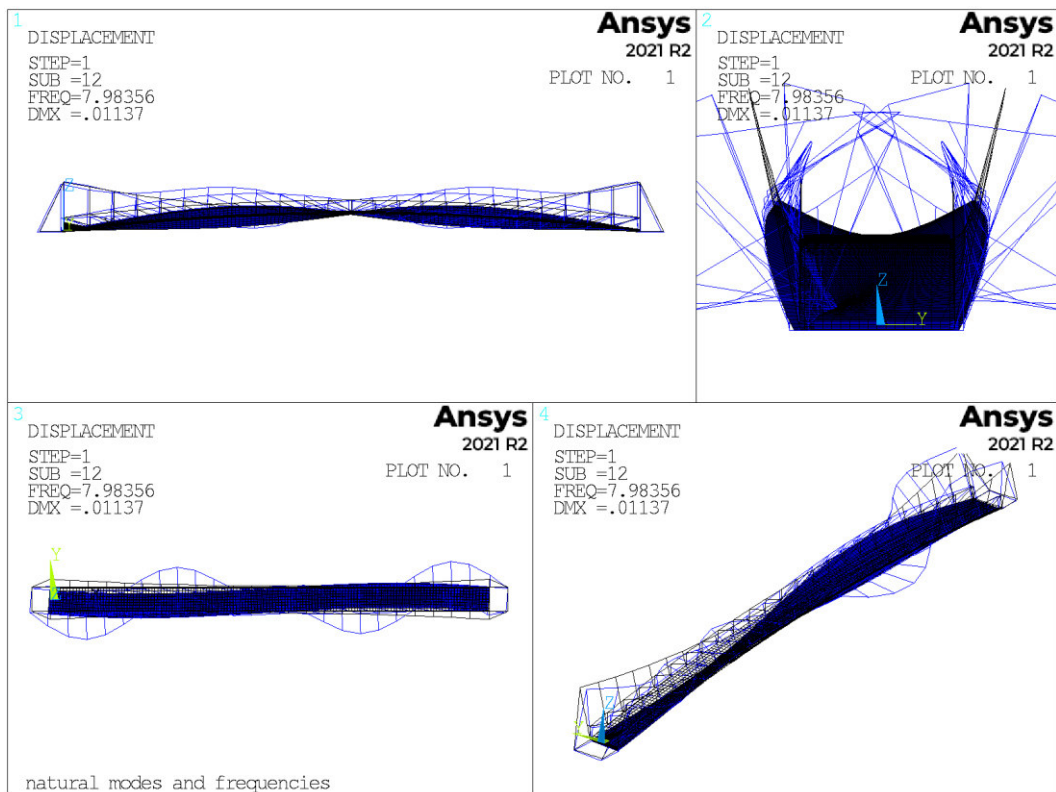 1
DISPLACEMENT
STEP=1
SUB =12
FREQ=7.98356
DMX =.01137
Ansys
2021 R2
PLOT NO. 1
Z
2
DISPLACEMENT
STEP=1
SUB =12
FREQ=7.98356
DMX =.01137
Ansys
2021 R2
PLOT NO. 1
Z
Y
3
DISPLACEMENT
STEP=1
SUB =12
FREQ=7.98356
DMX =.01137
Ansys
2021 R2
PLOT NO. 1
Y
natural modes and frequencies
4
DISPLACEMENT
STEP=1
SUB =12
FREQ=7.98356
DMX =.01137
Ansys
2021 R2
PLOT NO. 1
Z